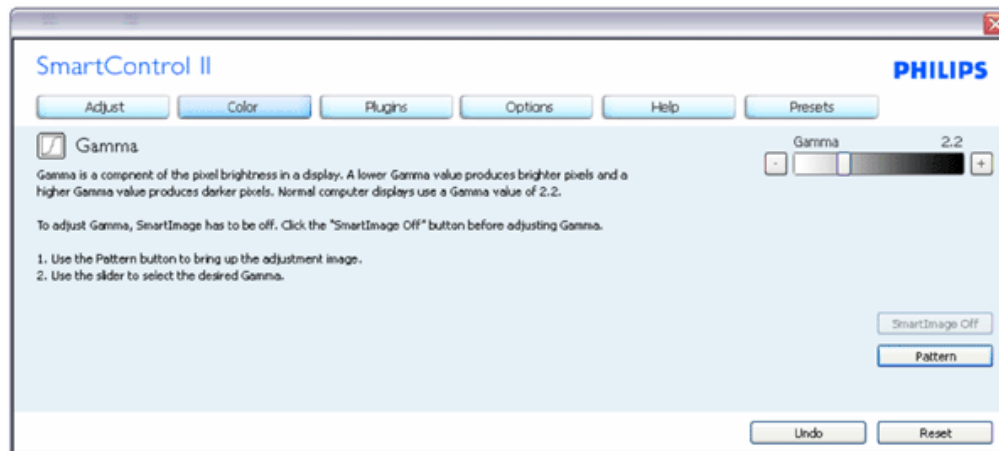 SmartControl II
PHILIPS
Adjust
Color
Plugins
Options
Help
Presets
Gamma
Gamma 2.2
- +
Gamma is a compnent of the pixel brightness in a display. A lower Gamma value produces brighter pixels and a
higher Gamma value produces darker pixels. Normal computer displays use a Gamma value of 2.2.
To adjust Gamma, SmartImage has to be off. Click the "SmartImage Off" button before adjusting Gamma.
1. Use the Pattern button to bring up the adjustment image.
2. Use the slider to select the desired Gamma.
SmartImage Off
Pattern
Undo
Reset